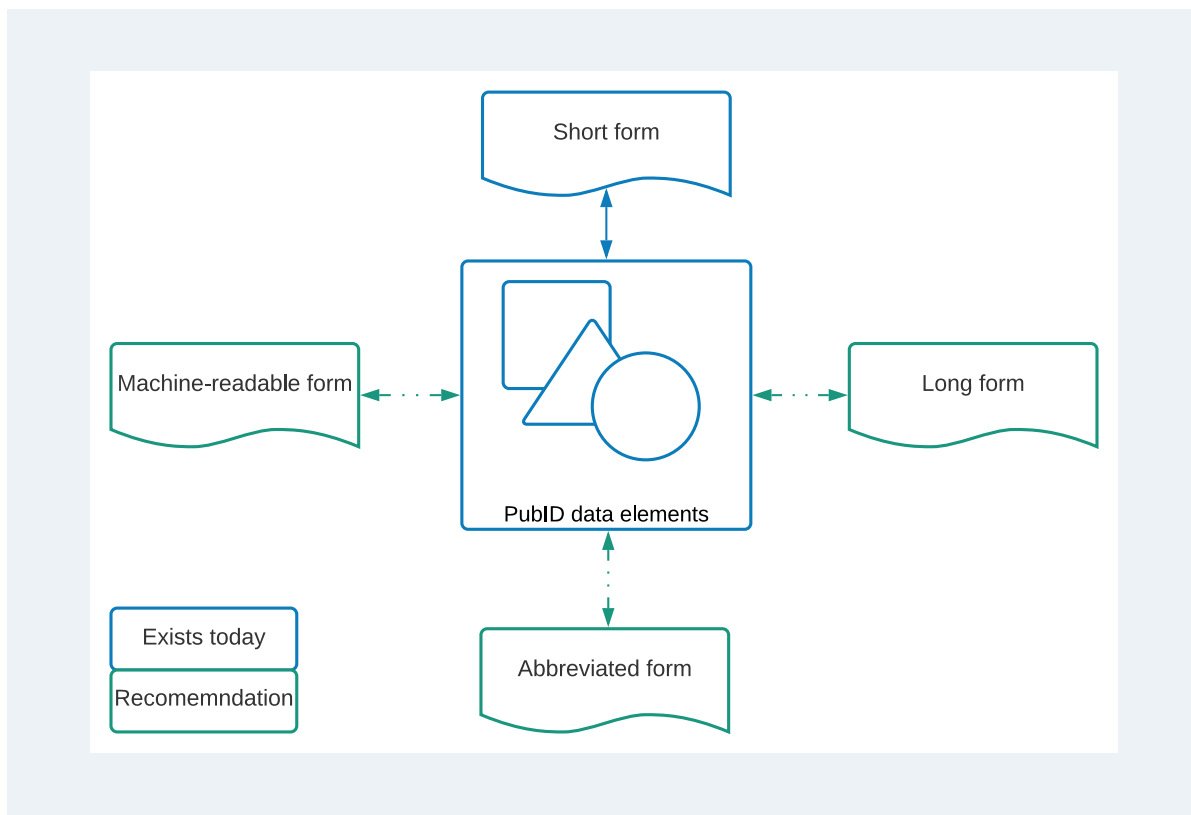 Short form
Machine-readable form
Long form
PubID data elements
Exists today
Recomemndation
Abbreviated form